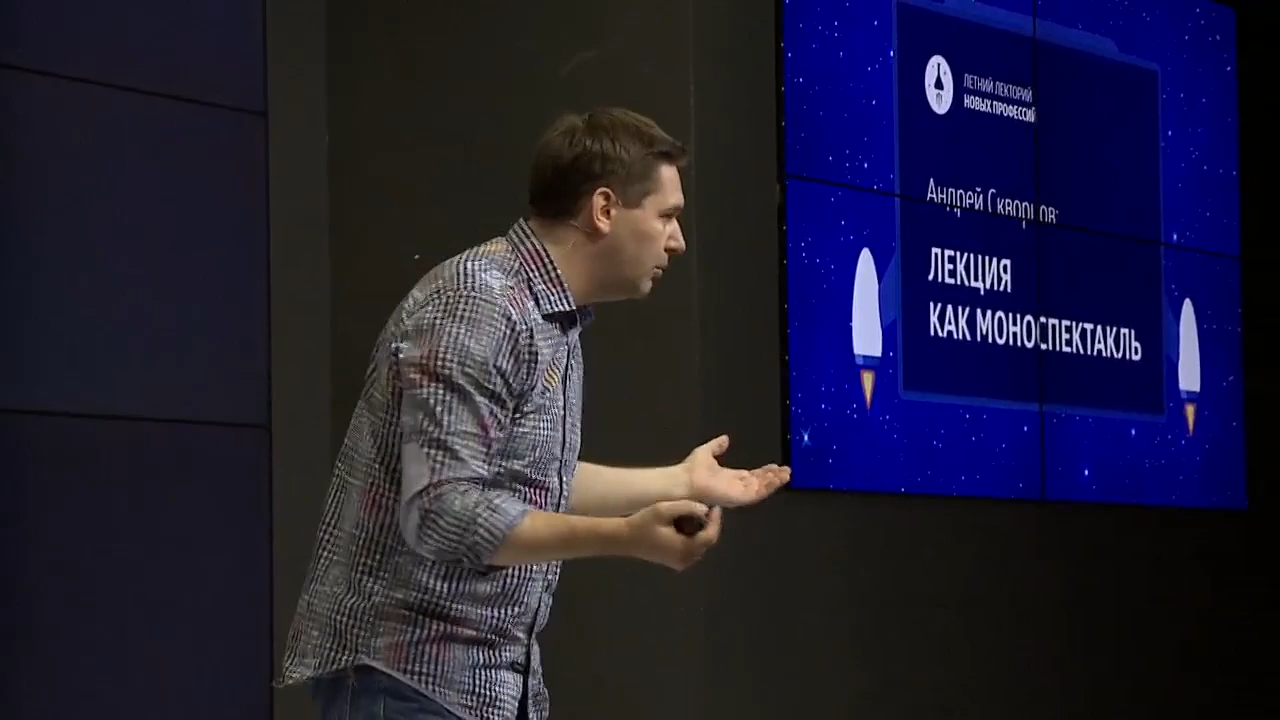 ЛЕТНИЙ ЛЕКТОРИЙ
НОВЫХ ПРОФЕССИЙ
Андрей Скворцов:
ЛЕКЦИЯ
КАК МОНОСПЕКТАКЛЬ